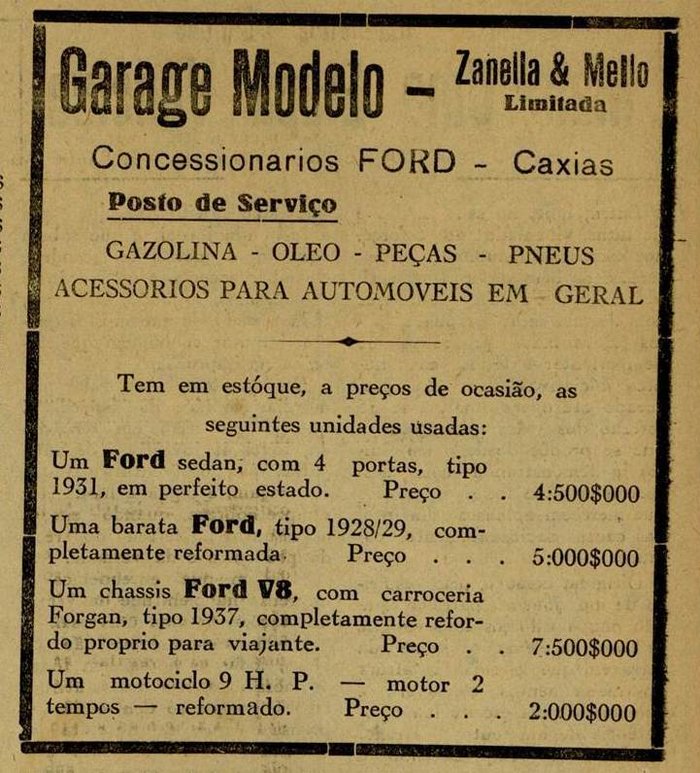 Garage Modelo - Zanella & Mello
Limitada
Concessionarios FORD - Caxias
Posto de Serviço
GAZOLINA - OLEO - PEÇAS - PNEUS
ACESSORIOS PARA AUTOMOVEIS EM GERAL
Tem em estóque, a preços de ocasião, as
seguintes unidades usadas:
Um Ford sedan, com 4 portas, tipo
1931, em perfeito estado. Preço . . 4:500$000
Uma barata Ford, tipo 1928/29, com-
pletamente reformada. Preço . . . 5:000$000
Um chassis Ford V8, com carroceria
Forgan, tipo 1937, completamente refor-
do proprio para viajante. Preço . . 7:500$000
Um motociclo 9 H. P. — motor 2
tempos — reformado. Preço . . . 2:000$000